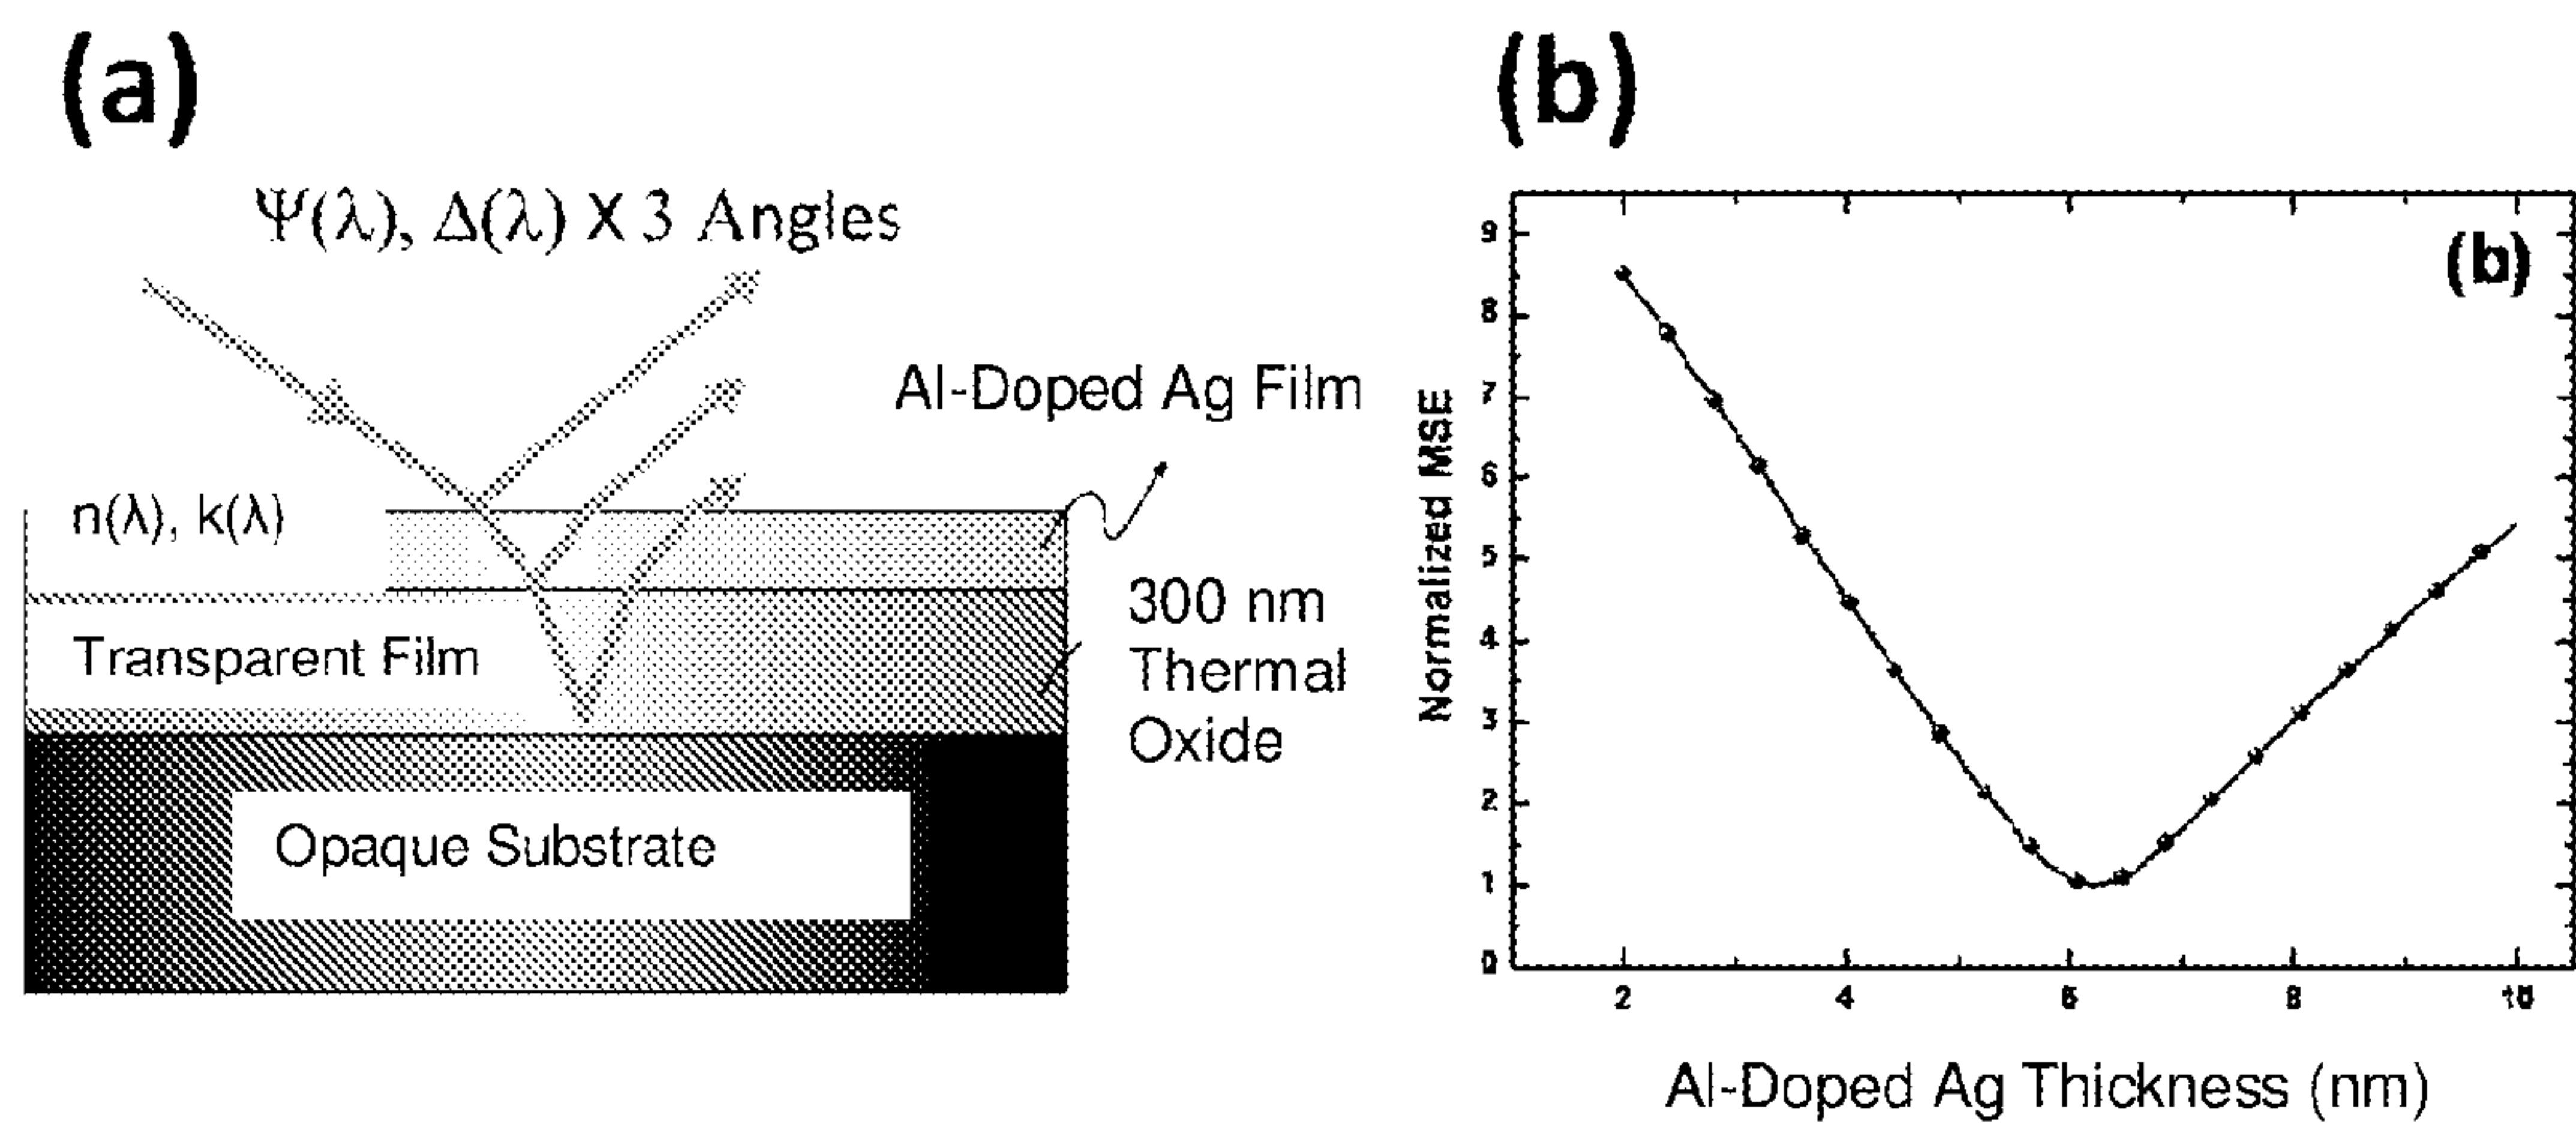 (a)
Ψ(λ), Δ(λ) X 3 Angles
Al-Doped Ag Film
n(λ), k(λ)
300 nm
Thermal
Oxide
Transparent Film
Opaque Substrate
(b)
(b)
Normalized MSE
9
8
7
6
5
4
3
2
1
0
2 4 6 8 10
Al-Doped Ag Thickness (nm)